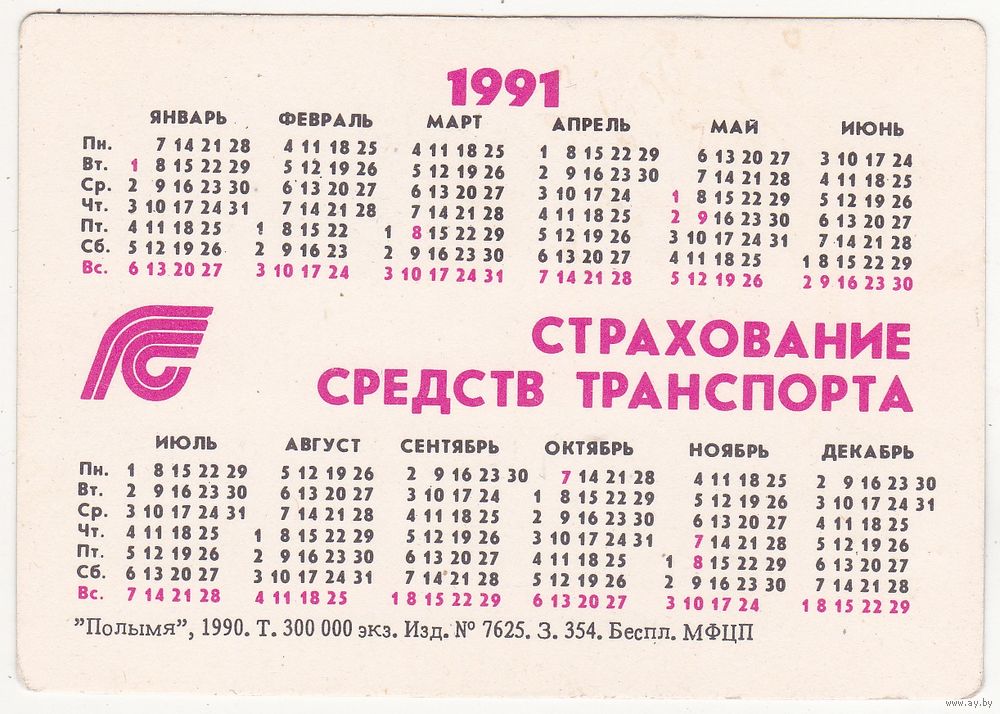 1991
ЯНВАРЬ ФЕВРАЛЬ МАРТ АПРЕЛЬ МАЙ ИЮНЬ
Пн. 7 14 21 28 4 11 18 25 4 11 18 25 1 8 15 22 29 6 13 20 27 3 10 17 24
Вт. 1 8 15 22 29 5 12 19 26 5 12 19 26 2 9 16 23 30 7 14 21 28 4 11 18 25
Ср. 2 9 16 23 30 6 13 20 27 6 13 20 27 3 10 17 24 1 8 15 22 29 5 12 19 26
Чт. 3 10 17 24 31 7 14 21 28 7 14 21 28 4 11 18 25 2 9 16 23 30 6 13 20 27
Пт. 4 11 18 25 1 8 15 22 1 8 15 22 29 5 12 19 26 3 10 17 24 31 7 14 21 28
Сб. 5 12 19 26 2 9 16 23 2 9 16 23 30 6 13 20 27 4 11 18 25 1 8 15 22 29
Вс. 6 13 20 27 3 10 17 24 3 10 17 24 31 7 14 21 28 5 12 19 26 2 9 16 23 30
СТРАХОВАНИЕ
СРЕДСТВ ТРАНСПОРТА
ИЮЛЬ АВГУСТ СЕНТЯБРЬ ОКТЯБРЬ НОЯБРЬ ДЕКАБРЬ
Пн. 1 8 15 22 29 5 12 19 26 2 9 16 23 30 7 14 21 28 4 11 18 25 2 9 16 23 30
Вт. 2 9 16 23 30 6 13 20 27 3 10 17 24 1 8 15 22 29 5 12 19 26 3 10 17 24 31
Ср. 3 10 17 24 31 7 14 21 28 4 11 18 25 2 9 16 23 30 6 13 20 27 4 11 18 25
Чт. 4 11 18 25 1 8 15 22 29 5 12 19 26 3 10 17 24 31 7 14 21 28 5 12 19 26
Пт. 5 12 19 26 2 9 16 23 30 6 13 20 27 4 11 18 25 1 8 15 22 29 6 13 20 27
Сб. 6 13 20 27 3 10 17 24 31 7 14 21 28 5 12 19 26 2 9 16 23 30 7 14 21 28
Вс. 7 14 21 28 4 11 18 25 1 8 15 22 29 6 13 20 27 3 10 17 24 1 8 15 22 29
"Полымя", 1990. Т. 300 000 экз. Изд. № 7625. З. 354. Беспл. МФЦП
www.ay.by